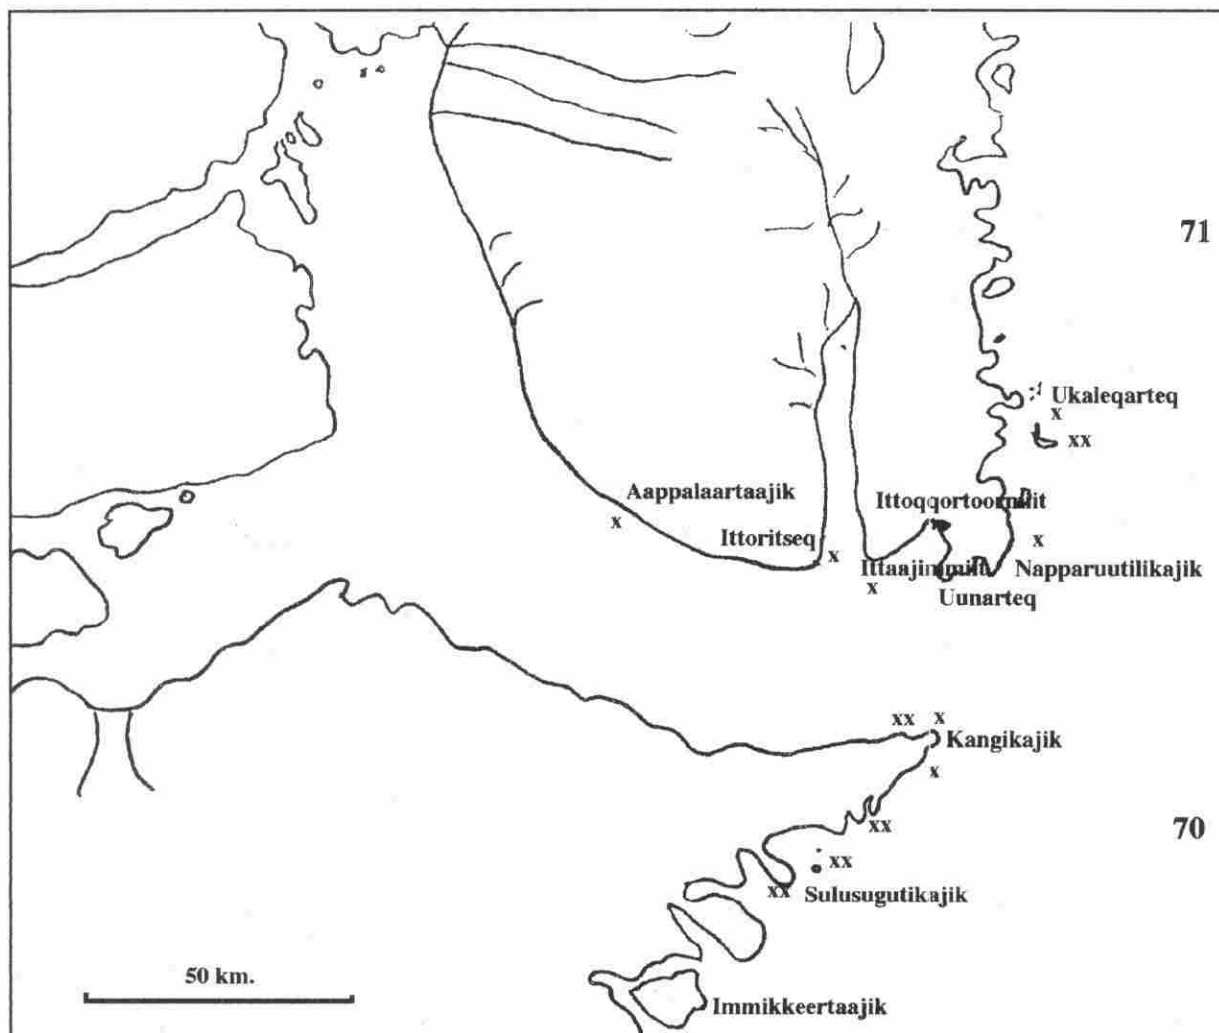 71
Ukaleqarteq
x
xx
Aappalaartaajik
x
Ittoqqortoormiit
Ittoritseq
x
x
Ittaajimmiit
x
Napparuutilikajik
Uunarteq
xx
x
Kangikajik
x
70
xx
xx
xx
Sulusugutikajik
50 km.
Immikkeertaajik